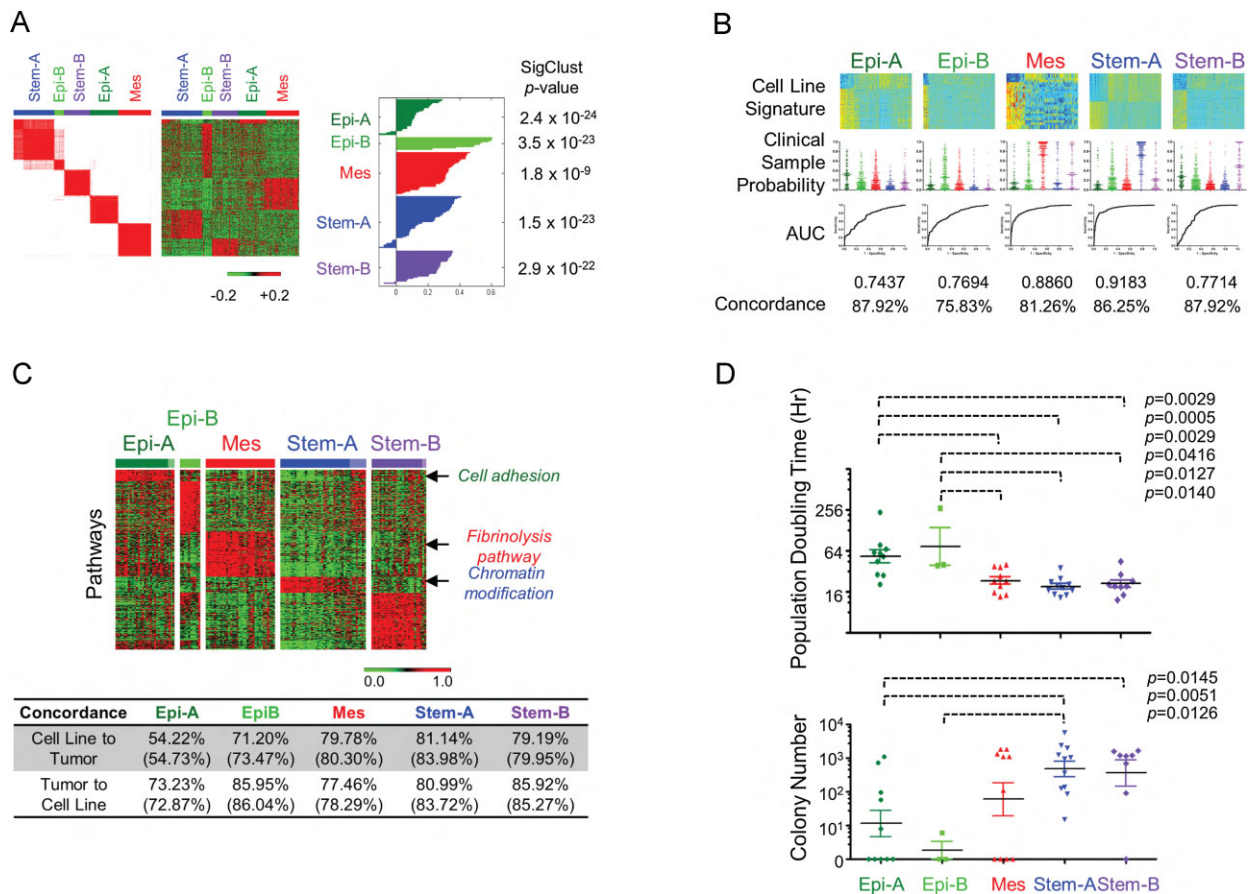 A
Stem-A
Epi-B
Stem-B
Epi-A
Mes
Stem-A
Epi-B
Stem-B
Epi-A
Mes
-0.2 +0.2
SigClust
p-value
Epi-A 2.4 x 10-24
Epi-B 3.5 x 10-23
Mes 1.8 x 10-9
Stem-A 1.5 x 10-23
Stem-B 2.9 x 10-22
0 0.2 0.4 0.6
B
Epi-A Epi-B Mes Stem-A Stem-B
Cell Line
Signature
Clinical
Sample
Probability
AUC
0.7437 0.7694 0.8860 0.9183 0.7714
Concordance 87.92% 75.83% 81.26% 86.25% 87.92%
C
Epi-B
Epi-A Mes Stem-A Stem-B
Pathways
Cell adhesion
Fibrinolysis
pathway
Chromatin
modification
0.0 1.0
Concordance Epi-A EpiB Mes Stem-A Stem-B
Cell Line to 54.22% 71.20% 79.78% 81.14% 79.19%
Tumor (54.73%) (73.47%) (80.30%) (83.98%) (79.95%)
Tumor to 73.23% 85.95% 77.46% 80.99% 85.92%
Cell Line (72.87%) (86.04%) (78.29%) (83.72%) (85.27%)
D
Population Doubling Time (Hr)
256
64
16
p=0.0029
p=0.0005
p=0.0029
p=0.0416
p=0.0127
p=0.0140
Colony Number
104
103
102
101
0
p=0.0145
p=0.0051
p=0.0126
Epi-A Epi-B Mes Stem-A Stem-B